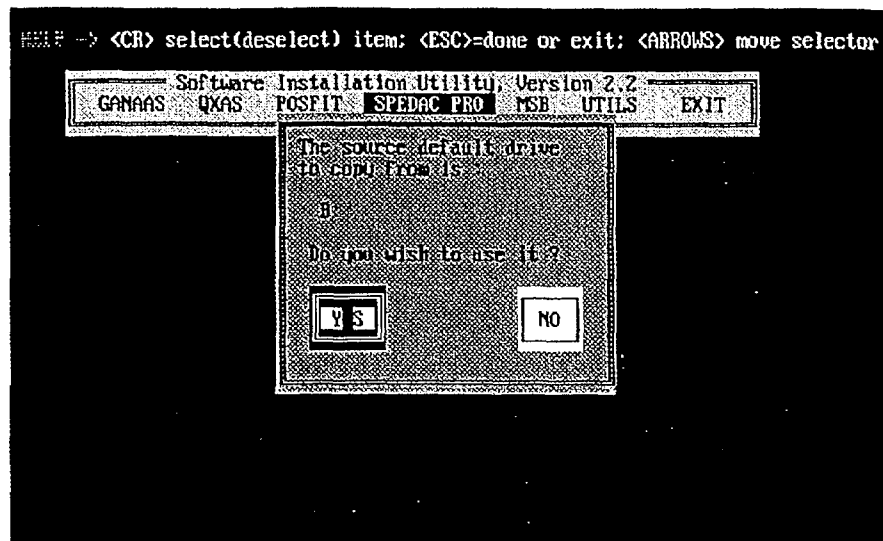 HELP -> <CR> select(deselect) item; <ESC>=done or exit; <ARROWS> move selector
Software Installation Utility, Version 2.2
GANAAS QXAS POSFIT SPEDAC PRO MSB UTILS EXIT
The source default drive
to copy from is
B:
Do you wish to use it ?
YES NO